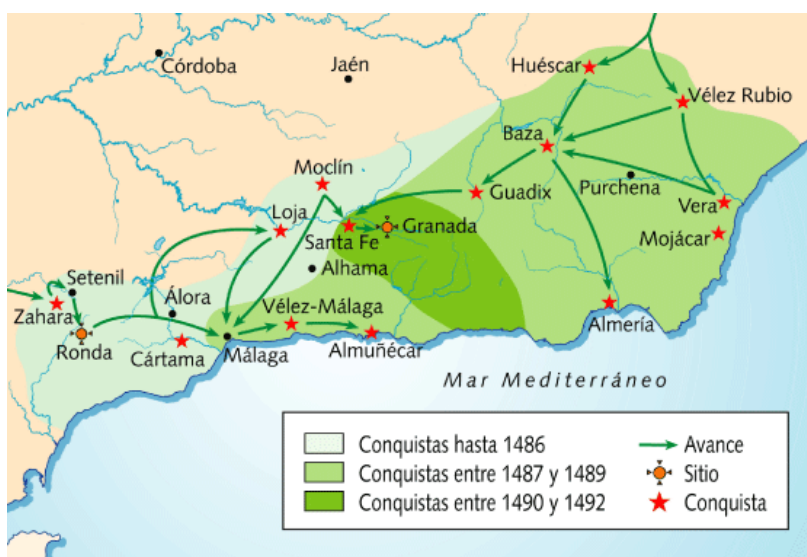 Córdoba
Jaén
Huéscar
Vélez Rubio
Baza
Moclín
Purchena
Guadix
Vera
Loja
Santa Fe
Granada
Mojácar
Alhama
Setenil
Álora
Zahara
Vélez-Málaga
Almería
Ronda
Cártama
Málaga
Almuñécar
Mar Mediterráneo
Conquistas hasta 1486
Conquistas entre 1487 y 1489
Conquistas entre 1490 y 1492
Avance
Sitio
Conquista